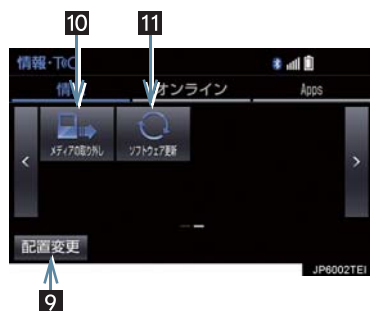 10 11
情報・T©C
情 オンライン Apps
メディアの取り外し ソフトウェア更新
配置変更
JP6002TEI
9